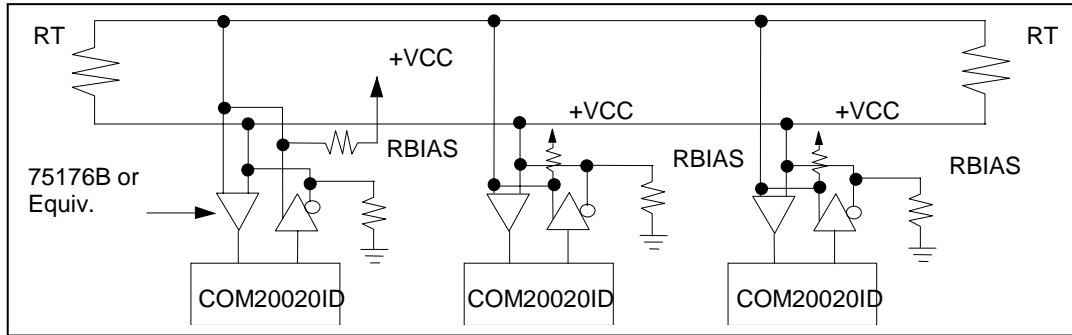 RT
RT
+VCC
+VCC
+VCC
RBIAS
RBIAS
RBIAS
75176B or
Equiv.
COM20020ID
COM20020ID
COM20020ID